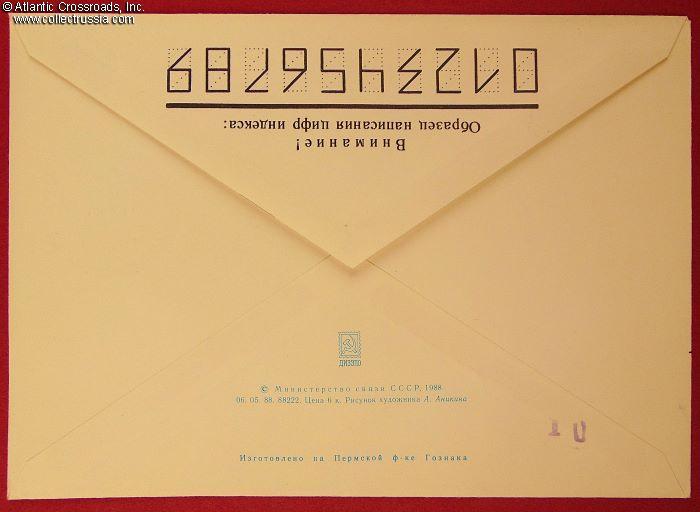 © Atlantic Crossroads, Inc.
www.collectrussia.com
Внимание!
Образец написания цифр индекса:
0123456789
ДИЭЗПО
© Министерство связи СССР, 1988.
06. 05. 88. 88222. Цена 6 к. Рисунок художника А. Аникина
Изготовлено на Пермской ф-ке Гознака